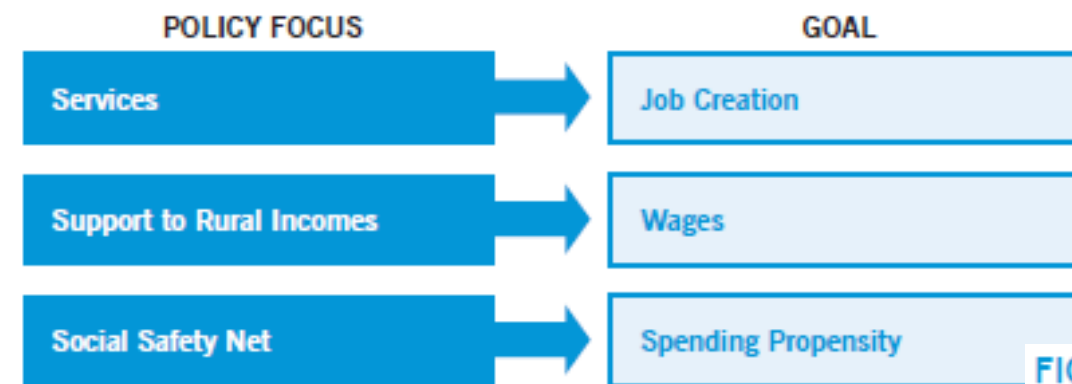 POLICY FOCUS GOAL
Services Job Creation
Support to Rural Incomes Wages
Social Safety Net Spending Propensity